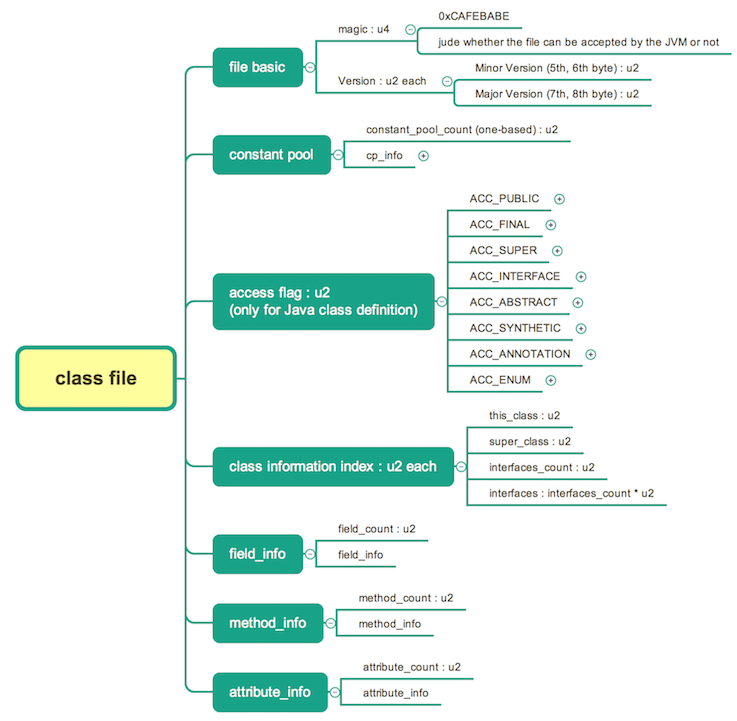 class file
file basic
magic : u4
0xCAFEBABE
jude whether the file can be accepted by the JVM or not
Version : u2 each
Minor Version (5th, 6th byte) : u2
Major Version (7th, 8th byte) : u2
constant pool
constant_pool_count (one-based) : u2
cp_info
access flag : u2
(only for Java class definition)
ACC_PUBLIC
ACC_FINAL
ACC_SUPER
ACC_INTERFACE
ACC_ABSTRACT
ACC_SYNTHETIC
ACC_ANNOTATION
ACC_ENUM
class information index : u2 each
this_class : u2
super_class : u2
interfaces_count : u2
interfaces : interfaces_count * u2
field_info
field_count : u2
field_info
method_info
method_count : u2
method_info
attribute_info
attribute_count : u2
attribute_info